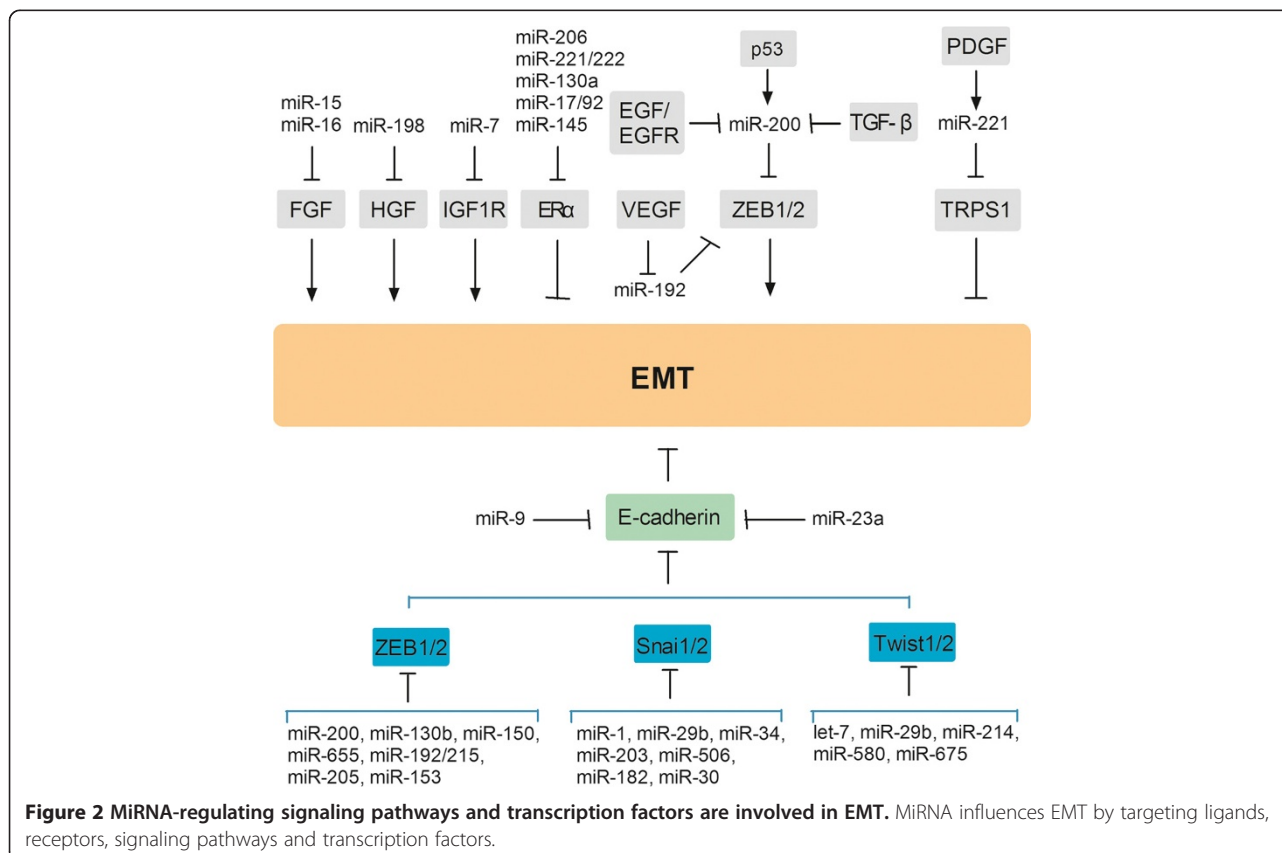 miR-206
miR-221/222
miR-130a
miR-17/92
miR-145
p53
PDGF
miR-15
miR-16
miR-198
miR-7
EGF/
EGFR
miR-200
TGF-β
miR-221
FGF
HGF
IGF1R
ERα
VEGF
ZEB1/2
TRPS1
miR-192
EMT
miR-9
E-cadherin
miR-23a
ZEB1/2
Snai1/2
Twist1/2
miR-200, miR-130b, miR-150,
miR-655, miR-192/215,
miR-205, miR-153
miR-1, miR-29b, miR-34,
miR-203, miR-506,
miR-182, miR-30
let-7, miR-29b, miR-214,
miR-580, miR-675
Figure 2 MiRNA-regulating signaling pathways and transcription factors are involved in EMT. MiRNA influences EMT by targeting ligands,
receptors, signaling pathways and transcription factors.